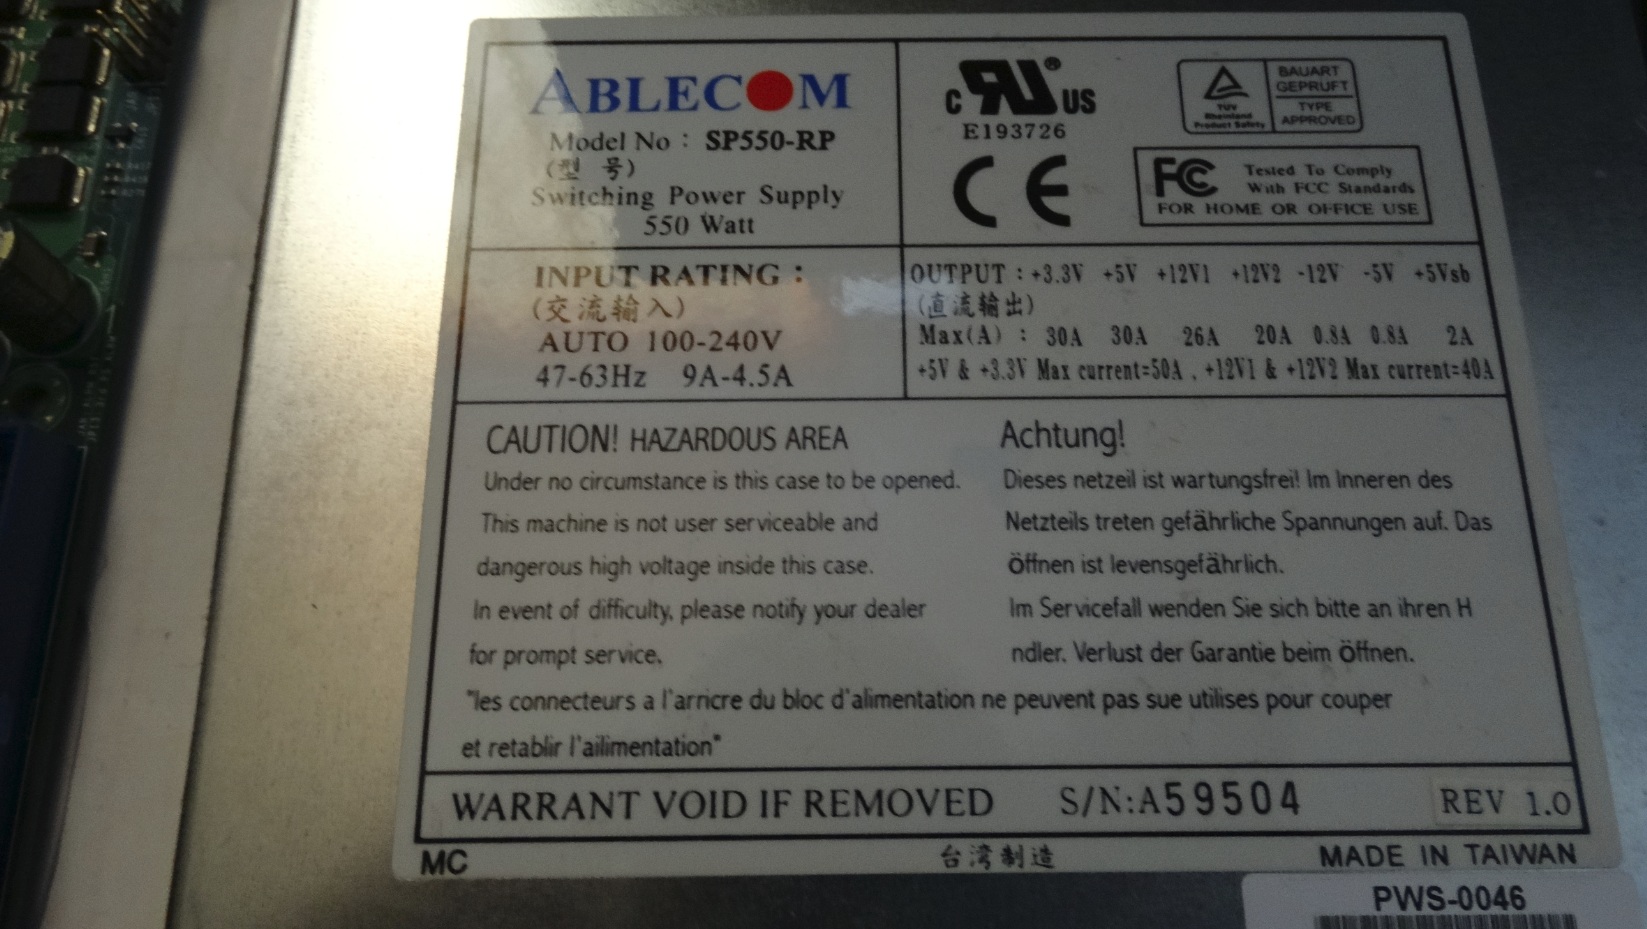 ABLECOM
Model No : SP550-RP
(型 号)
Switching Power Supply
550 Watt
c RU ® US
E193726
TÜV
Rheinland
Product Safety
BAUART
GEPRÜFT
TYPE
APPROVED
CE
FC Tested To Comply
With FCC Standards
FOR HOME OR OFFICE USE
INPUT RATING :
(交流输入)
AUTO 100-240V
47-63Hz 9A-4.5A
OUTPUT : +3.3V +5V +12V1 +12V2 -12V -5V +5Vsb
(直流输出)
Max(A) : 30A 30A 26A 20A 0.8A 0.8A 2A
+5V & +3.3V Max current=50A , +12V1 & +12V2 Max current=40A
CAUTION! HAZARDOUS AREA
Under no circumstance is this case to be opened.
This machine is not user serviceable and
dangerous high voltage inside this case.
In event of difficulty, please notify your dealer
for prompt service.
Achtung!
Dieses netzeil ist wartungsfrei! Im Inneren des
Netzteils treten gefährliche Spannungen auf. Das
öffnen ist levensgefährlich.
Im Servicefall wenden Sie sich bitte an ihren H
ndler. Verlust der Garantie beim öffnen.
"les connecteurs a l'arricre du bloc d'alimentation ne peuvent pas sue utilises pour couper
et retablir l'ailimentation"
WARRANT VOID IF REMOVED S/N:A59504 REV 1.0
MC 台湾制造 MADE IN TAIWAN
PWS-0046